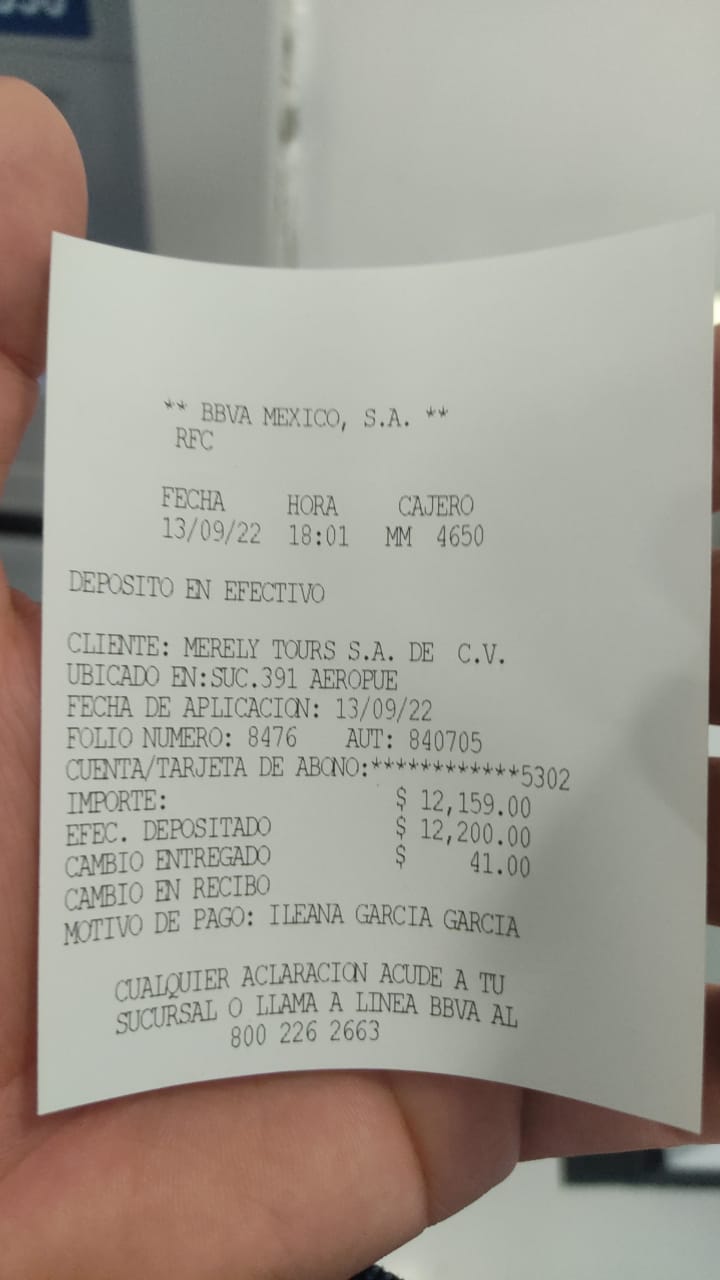 ** BBVA MEXICO, S.A. **
RFC
FECHA HORA CAJERO
13/09/22 18:01 MM 4650
DEPOSITO EN EFECTIVO
CLIENTE: MERELY TOURS S.A. DE C.V.
UBICADO EN:SUC.391 AEROPUE
FECHA DE APLICACION: 13/09/22
FOLIO NUMERO: 8476 AUT: 840705
CUENTA/TARJETA DE ABONO:************5302
IMPORTE: $ 12,159.00
EFEC. DEPOSITADO $ 12,200.00
CAMBIO ENTREGADO $ 41.00
CAMBIO EN RECIBO
MOTIVO DE PAGO: ILEANA GARCIA GARCIA
CUALQUIER ACLARACION ACUDE A TU
SUCURSAL O LLAMA A LINEA BBVA AL
800 226 2663